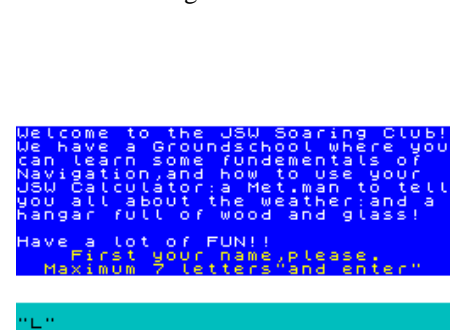 Welcome to the JSW Soaring Club!
We have a Groundschool where you
can learn some fundementals of
Navigation,and how to use your
JSW Calculator:a Met.man to tell
you all about the weather:and a
hangar full of wood and glass!
Have a lot of FUN!!
First your name,please.
Maximum 7 letters"and enter"
"L"